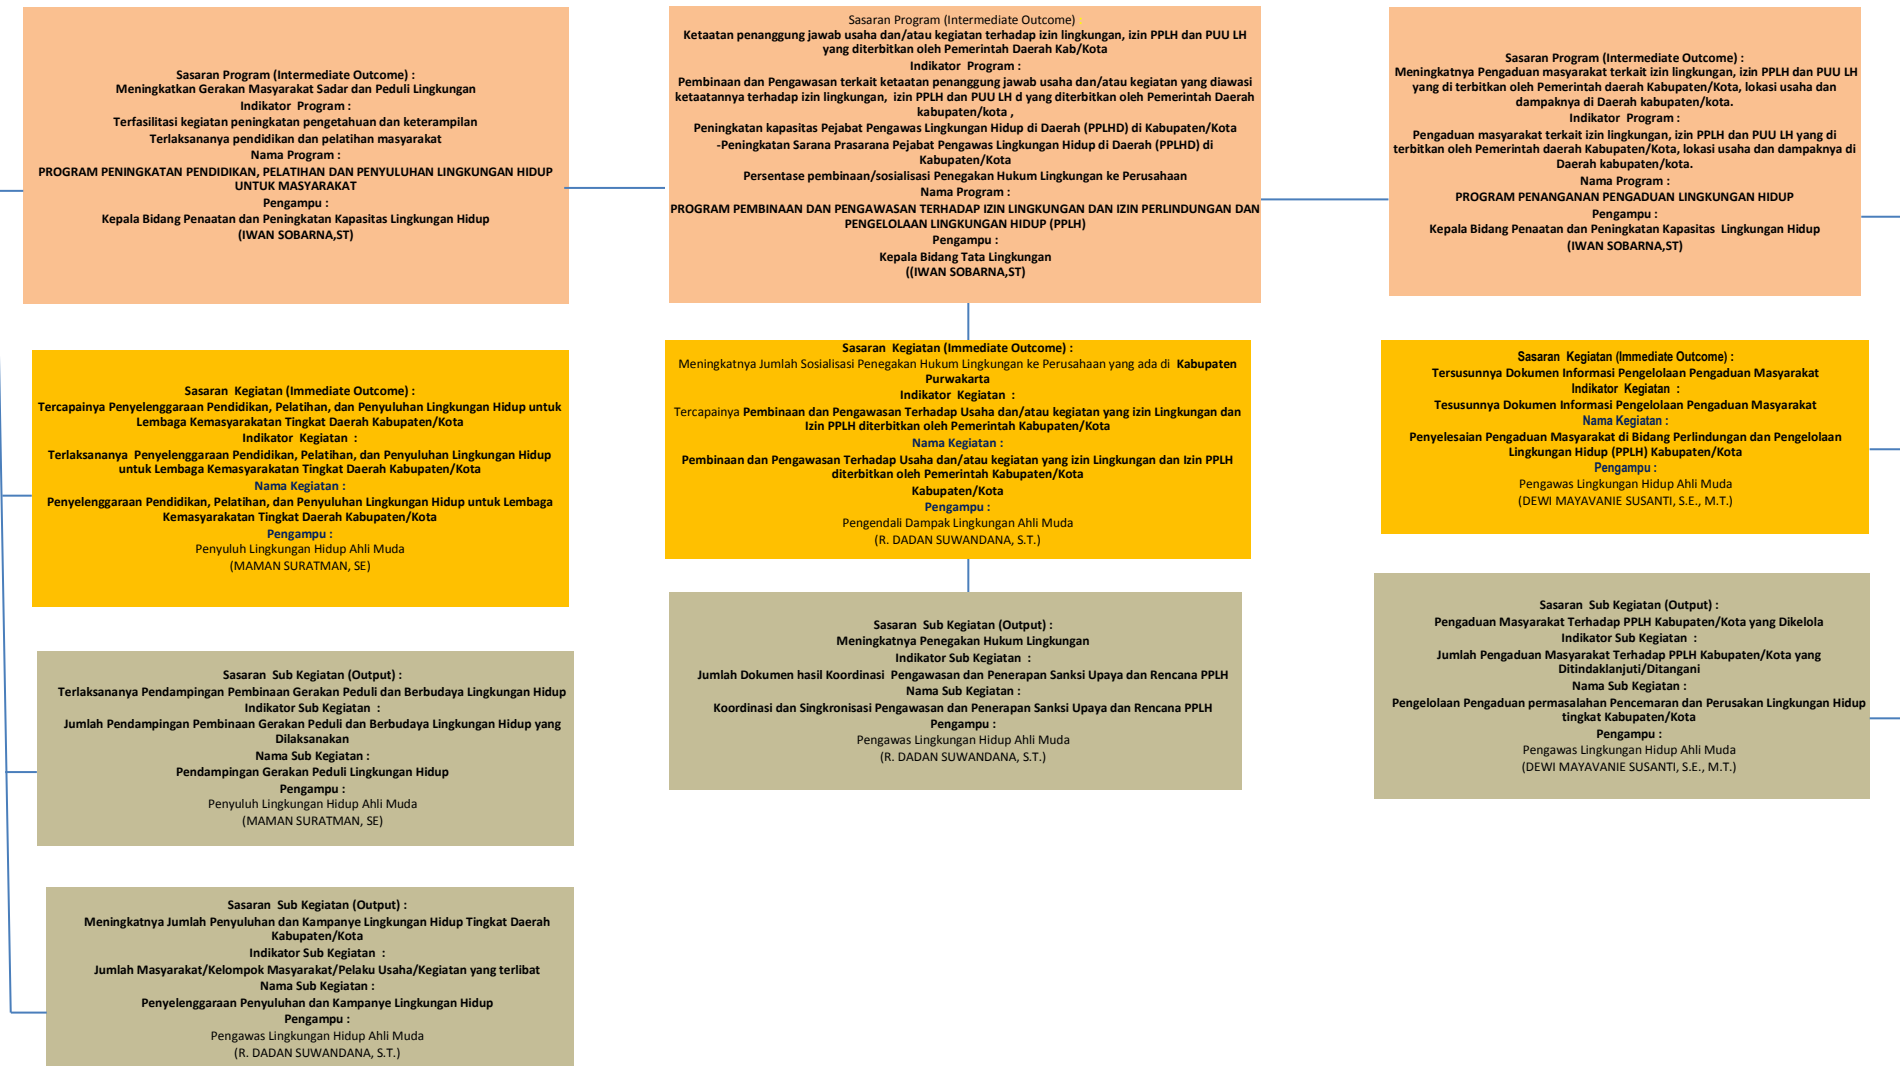 Sasaran Program (Intermediate Outcome) :
Meningkatkan Gerakan Masyarakat Sadar dan Peduli Lingkungan
Indikator Program :
Terfasilitasi kegiatan peningkatan pengetahuan dan keterampilan
Terlaksananya pendidikan dan pelatihan masyarakat
Nama Program :
PROGRAM PENINGKATAN PENDIDIKAN, PELATIHAN DAN PENYULUHAN LINGKUNGAN HIDUP
UNTUK MASYARAKAT
Pengampu :
Kepala Bidang Penaatan dan Peningkatan Kapasitas Lingkungan Hidup
(IWAN SOBARNA,ST)
Sasaran Program (Intermediate Outcome) :
Ketaatan penanggung jawab usaha dan/atau kegiatan terhadap izin lingkungan, izin PPLH dan PUU LH
yang diterbitkan oleh Pemerintah Daerah Kab/Kota
Indikator Program :
Pembinaan dan Pengawasan terkait ketaatan penanggung jawab usaha dan/atau kegiatan yang diawasi
ketaatannya terhadap izin lingkungan, izin PPLH dan PUU LH d yang diterbitkan oleh Pemerintah Daerah
kabupaten/kota ,
Peningkatan kapasitas Pejabat Pengawas Lingkungan Hidup di Daerah (PPLHD) di Kabupaten/Kota
-Peningkatan Sarana Prasarana Pejabat Pengawas Lingkungan Hidup di Daerah (PPLHD) di
Kabupaten/Kota
Persentase pembinaan/sosialisasi Penegakan Hukum Lingkungan ke Perusahaan
Nama Program :
PROGRAM PEMBINAAN DAN PENGAWASAN TERHADAP IZIN LINGKUNGAN DAN IZIN PERLINDUNGAN DAN
PENGELOLAAN LINGKUNGAN HIDUP (PPLH)
Pengampu :
Kepala Bidang Tata Lingkungan
((IWAN SOBARNA,ST)
Sasaran Program (Intermediate Outcome) :
Meningkatnya Pengaduan masyarakat terkait izin lingkungan, izin PPLH dan PUU LH
yang di terbitkan oleh Pemerintah daerah Kabupaten/Kota, lokasi usaha dan
dampaknya di Daerah kabupaten/kota.
Indikator Program :
Pengaduan masyarakat terkait izin lingkungan, izin PPLH dan PUU LH yang di
terbitkan oleh Pemerintah daerah Kabupaten/Kota, lokasi usaha dan dampaknya di
Daerah kabupaten/kota.
Nama Program :
PROGRAM PENANGANAN PENGADUAN LINGKUNGAN HIDUP
Pengampu :
Kepala Bidang Penaatan dan Peningkatan Kapasitas Lingkungan Hidup
(IWAN SOBARNA,ST)
Sasaran Kegiatan (Immediate Outcome) :
Tercapainya Penyelenggaraan Pendidikan, Pelatihan, dan Penyuluhan Lingkungan Hidup untuk
Lembaga Kemasyarakatan Tingkat Daerah Kabupaten/Kota
Indikator Kegiatan :
Terlaksananya Penyelenggaraan Pendidikan, Pelatihan, dan Penyuluhan Lingkungan Hidup
untuk Lembaga Kemasyarakatan Tingkat Daerah Kabupaten/Kota
Nama Kegiatan :
Penyelenggaraan Pendidikan, Pelatihan, dan Penyuluhan Lingkungan Hidup untuk Lembaga
Kemasyarakatan Tingkat Daerah Kabupaten/Kota
Pengampu :
Penyuluh Lingkungan Hidup Ahli Muda
(MAMAN SURATMAN, SE)
Sasaran Kegiatan (Immediate Outcome) :
Meningkatnya Jumlah Sosialisasi Penegakan Hukum Lingkungan ke Perusahaan yang ada di Kabupaten
Purwakarta
Indikator Kegiatan :
Tercapainya Pembinaan dan Pengawasan Terhadap Usaha dan/atau kegiatan yang izin Lingkungan dan
Izin PPLH diterbitkan oleh Pemerintah Kabupaten/Kota
Nama Kegiatan :
Pembinaan dan Pengawasan Terhadap Usaha dan/atau kegiatan yang izin Lingkungan dan Izin PPLH
diterbitkan oleh Pemerintah Kabupaten/Kota
Kabupaten/Kota
Pengampu :
Pengendali Dampak Lingkungan Ahli Muda
(R. DADAN SUWANDANA, S.T.)
Sasaran Kegiatan (Immediate Outcome) :
Tersusunnya Dokumen Informasi Pengelolaan Pengaduan Masyarakat
Indikator Kegiatan :
Tesusunnya Dokumen Informasi Pengelolaan Pengaduan Masyarakat
Nama Kegiatan :
Penyelesaian Pengaduan Masyarakat di Bidang Perlindungan dan Pengelolaan
Lingkungan Hidup (PPLH) Kabupaten/Kota
Pengampu :
Pengawas Lingkungan Hidup Ahli Muda
(DEWI MAYAVANIE SUSANTI, S.E., M.T.)
Sasaran Sub Kegiatan (Output) :
Terlaksananya Pendampingan Pembinaan Gerakan Peduli dan Berbudaya Lingkungan Hidup
Indikator Sub Kegiatan :
Jumlah Pendampingan Pembinaan Gerakan Peduli dan Berbudaya Lingkungan Hidup yang
Dilaksanakan
Nama Sub Kegiatan :
Pendampingan Gerakan Peduli Lingkungan Hidup
Pengampu :
Penyuluh Lingkungan Hidup Ahli Muda
(MAMAN SURATMAN, SE)
Sasaran Sub Kegiatan (Output) :
Meningkatnya Penegakan Hukum Lingkungan
Indikator Sub Kegiatan :
Jumlah Dokumen hasil Koordinasi Pengawasan dan Penerapan Sanksi Upaya dan Rencana PPLH
Nama Sub Kegiatan :
Koordinasi dan Singkronisasi Pengawasan dan Penerapan Sanksi Upaya dan Rencana PPLH
Pengampu :
Pengawas Lingkungan Hidup Ahli Muda
(R. DADAN SUWANDANA, S.T.)
Sasaran Sub Kegiatan (Output) :
Pengaduan Masyarakat Terhadap PPLH Kabupaten/Kota yang Dikelola
Indikator Sub Kegiatan :
Jumlah Pengaduan Masyarakat Terhadap PPLH Kabupaten/Kota yang
Ditindaklanjuti/Ditangani
Nama Sub Kegiatan :
Pengelolaan Pengaduan permasalahan Pencemaran dan Perusakan Lingkungan Hidup
tingkat Kabupaten/Kota
Pengampu :
Pengawas Lingkungan Hidup Ahli Muda
(DEWI MAYAVANIE SUSANTI, S.E., M.T.)
Sasaran Sub Kegiatan (Output) :
Meningkatnya Jumlah Penyuluhan dan Kampanye Lingkungan Hidup Tingkat Daerah
Kabupaten/Kota
Indikator Sub Kegiatan :
Jumlah Masyarakat/Kelompok Masyarakat/Pelaku Usaha/Kegiatan yang terlibat
Nama Sub Kegiatan :
Penyelenggaraan Penyuluhan dan Kampanye Lingkungan Hidup
Pengampu :
Pengawas Lingkungan Hidup Ahli Muda
(R. DADAN SUWANDANA, S.T.)